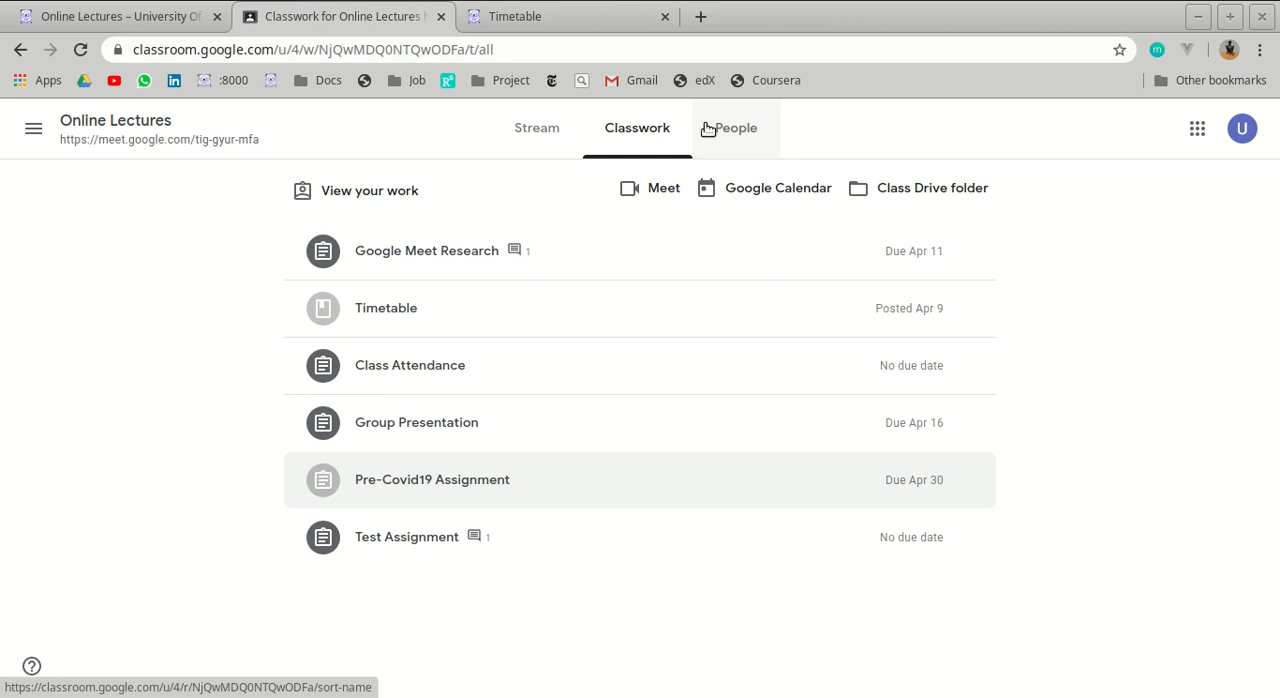 Online Lectures – University Of
Classwork for Online Lectures
Timetable
classroom.google.com/u/4/w/NjQwMDQ0NTQwODFa/t/all
Apps
:8000
Docs
Job
Project
Gmail
edX
Coursera
Other bookmarks
Online Lectures
https://meet.google.com/tig-gyur-mfa
Stream
Classwork
People
U
View your work
Meet
Google Calendar
Class Drive folder
Google Meet Research 1
Due Apr 11
Timetable
Posted Apr 9
Class Attendance
No due date
Group Presentation
Due Apr 16
Pre-Covid19 Assignment
Due Apr 30
Test Assignment 1
No due date
https://classroom.google.com/u/4/r/NjQwMDQ0NTQwODFa/sort-name